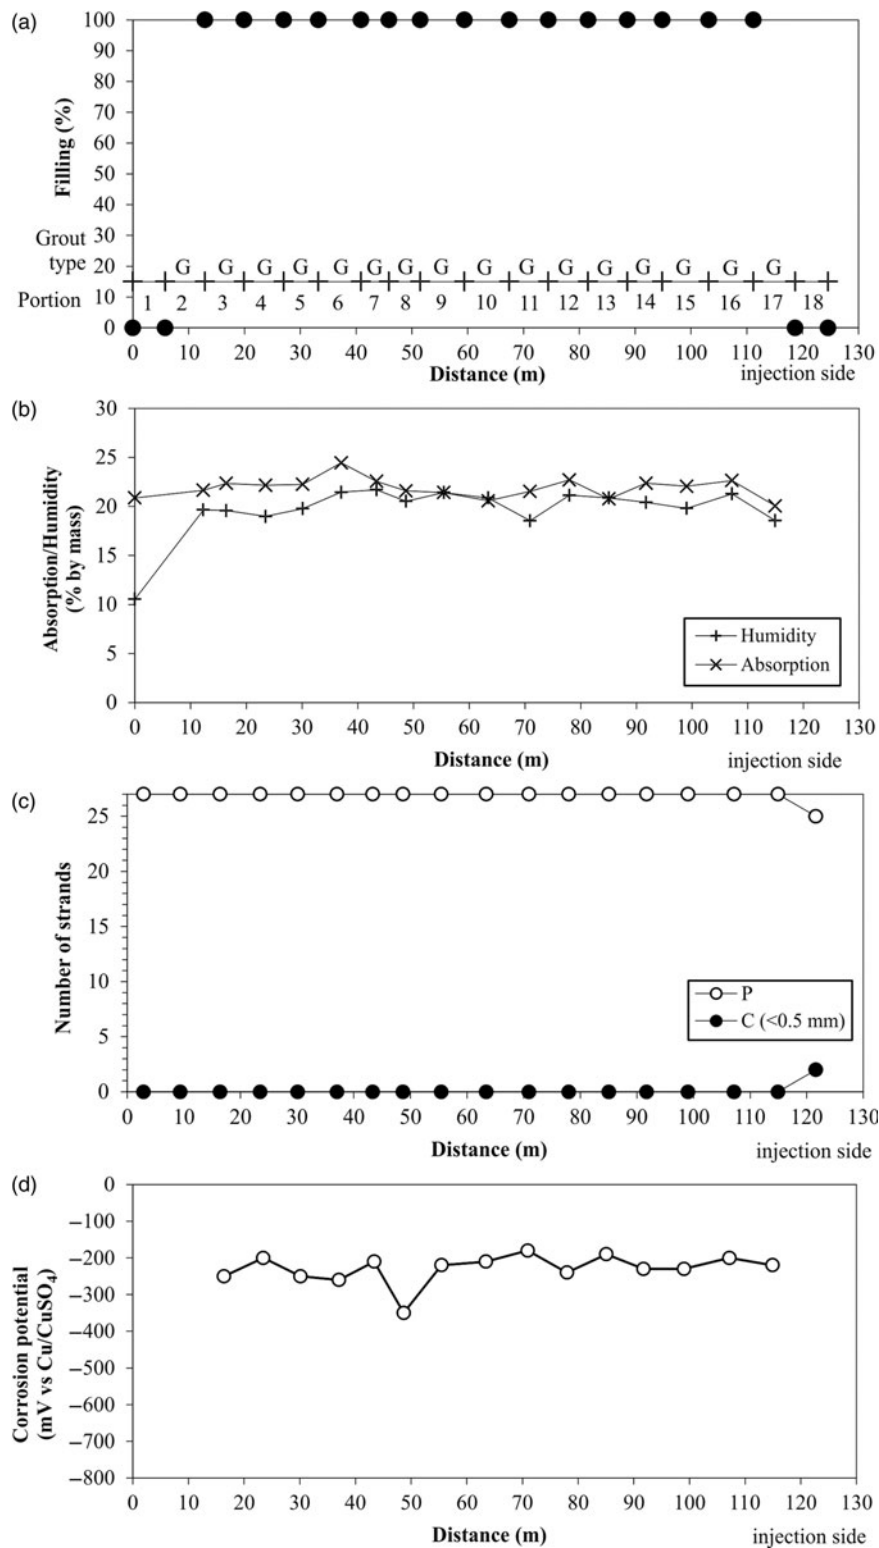 (a)
100
90
80
70
60
50
40
30
20
10
0
Filling (%)
Grout
type
G G G G G G G G G G G G G G G G
Portion
1 2 3 4 5 6 7 8 9 10 11 12 13 14 15 16 17 18
0 10 20 30 40 50 60 70 80 90 100 110 120 130
Distance (m)
injection side
(b)
30
25
20
15
10
5
0
Absorption/Humidity
(% by mass)
Humidity
Absorption
0 10 20 30 40 50 60 70 80 90 100 110 120 130
Distance (m)
injection side
(c)
25
20
15
10
5
0
Number of strands
P
C (<0.5 mm)
0 10 20 30 40 50 60 70 80 90 100 110 120 130
Distance (m)
injection side
(d)
0
−100
−200
−300
−400
−500
−600
−700
−800
Corrosion potential
(mV vs Cu/CuSO₄)
0 10 20 30 40 50 60 70 80 90 100 110 120 130
Distance (m)
injection side